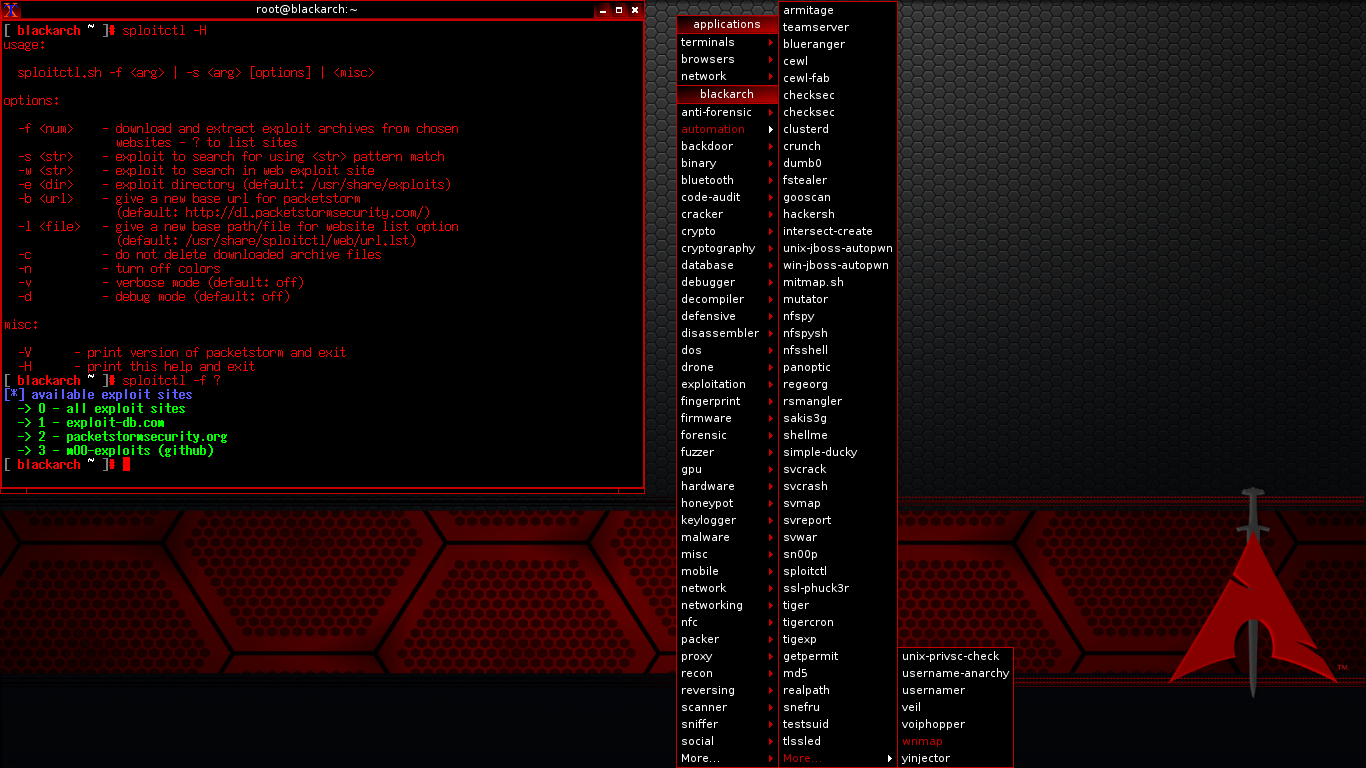 root@blackarch:~
[ blackarch ~ ]# sploitctl -H
usage:
sploitctl.sh -f <arg> | -s <arg> [options] | <misc>
options:
-f <num> - download and extract exploit archives from chosen
websites - ? to list sites
-s <str> - exploit to search for using <str> pattern match
-w <str> - exploit to search in web exploit site
-e <dir> - exploit directory (default: /usr/share/exploits)
-b <url> - give a new base url for packetstorm
(default: http://dl.packetstormsecurity.com/)
-l <file> - give a new base path/file for website list option
(default: /usr/share/sploitctl/web/url.lst)
-c - do not delete downloaded archive files
-n - turn off colors
-v - verbose mode (default: off)
-d - debug mode (default: off)
misc:
-V - print version of packetstorm and exit
-H - print this help and exit
[ blackarch ~ ]# sploitctl -f ?
[*] available exploit sites
-> 0 - all exploit sites
-> 1 - exploit-db.com
-> 2 - packetstormsecurity.org
-> 3 - m00-exploits (github)
[ blackarch ~ ]#
applications
terminals
browsers
network
blackarch
anti-forensic
automation
backdoor
binary
bluetooth
code-audit
cracker
crypto
cryptography
database
debugger
decompiler
defensive
disassembler
dos
drone
exploitation
fingerprint
firmware
forensic
fuzzer
gpu
hardware
honeypot
keylogger
malware
misc
mobile
network
networking
nfc
packer
proxy
recon
reversing
scanner
sniffer
social
More...
armitage
teamserver
blueranger
cewl
cewl-fab
checksec
checksec
clusterd
crunch
dumb0
fstealer
gooscan
hackersh
intersect-create
unix-jboss-autopwn
win-jboss-autopwn
mitmap.sh
mutator
nfspy
nfspysh
nfsshell
panoptic
regeorg
rsmangler
sakis3g
shellme
simple-ducky
svcrack
svcrash
svmap
svreport
svwar
sn00p
sploitctl
ssl-phuck3r
tiger
tigercron
tigexp
getpermit
md5
realpath
snefru
testsuid
tlssled
More...
unix-privsc-check
username-anarchy
usernamer
veil
voiphopper
wnmap
yinjector
TM